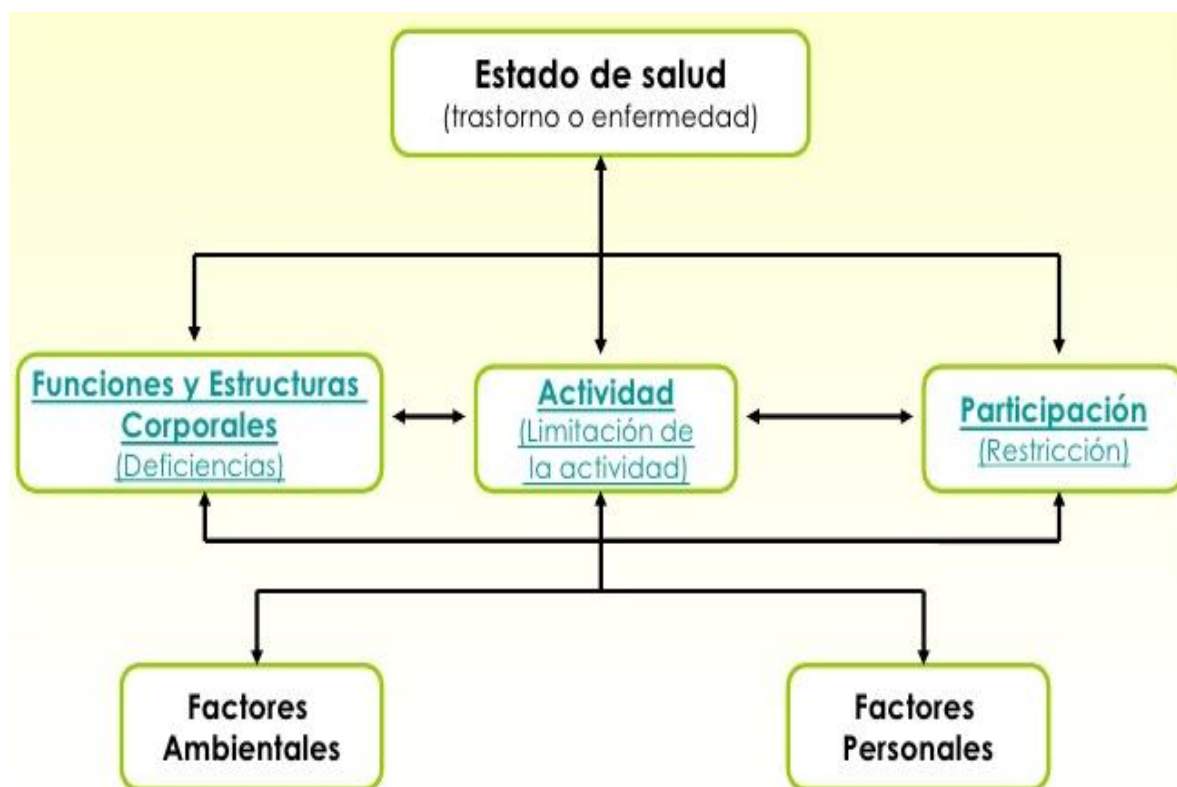 Estado de salud
(trastorno o enfermedad)
Funciones y Estructuras
Corporales
(Deficiencias)
Actividad
(Limitación de
la actividad)
Participación
(Restricción)
Factores
Ambientales
Factores
Personales